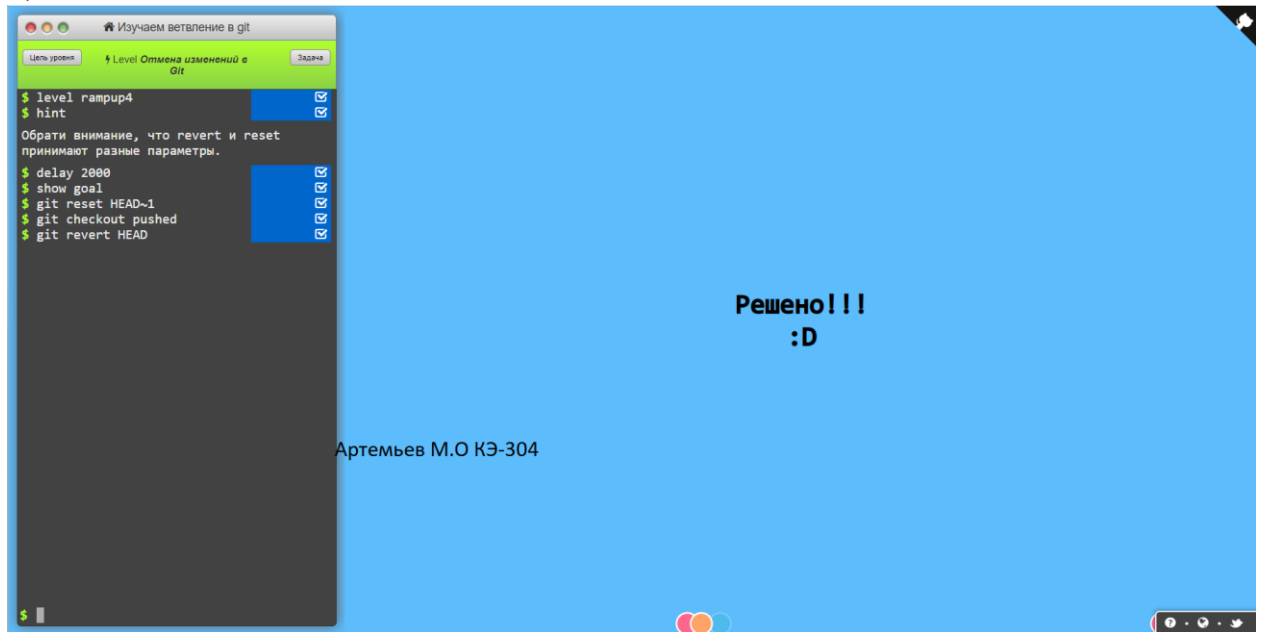 Изучаем ветвление в git
Цель уровня
Level Отмена изменений в
Git
Задача
$ level rampup4
$ hint
Обрати внимание, что revert и reset
принимают разные параметры.
$ delay 2000
$ show goal
$ git reset HEAD~1
$ git checkout pushed
$ git revert HEAD
Решено!!!
:D
Артемьев М.О КЭ-304
$